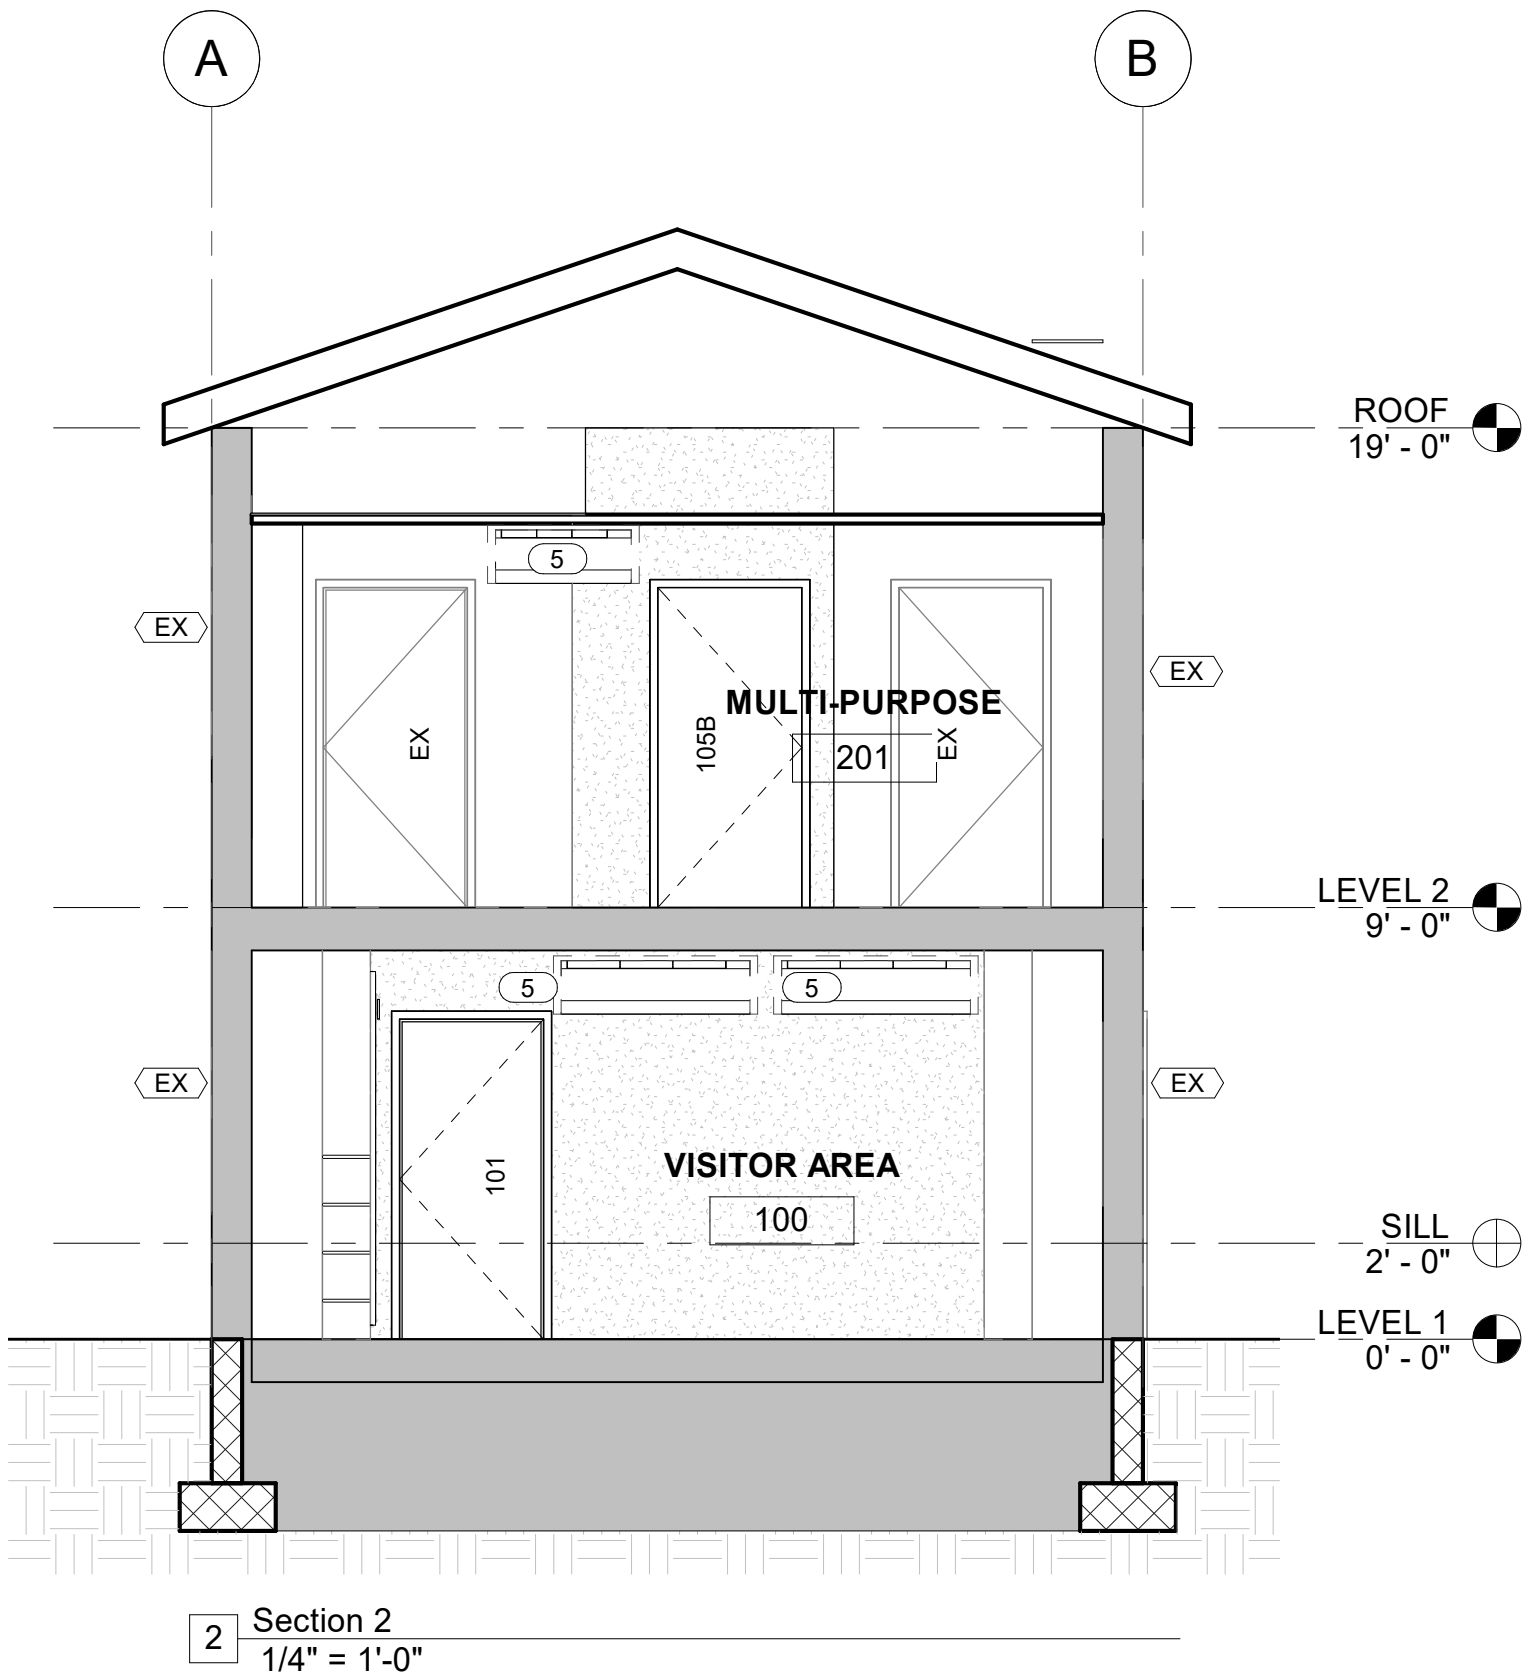 A
B
ROOF
19' - 0"
5
EX
EX
MULTI-PURPOSE
EX
105B
201
EX
LEVEL 2
9' - 0"
5
5
EX
EX
101
VISITOR AREA
100
SILL
2' - 0"
LEVEL 1
0' - 0"
2
Section 2
1/4" = 1'-0"